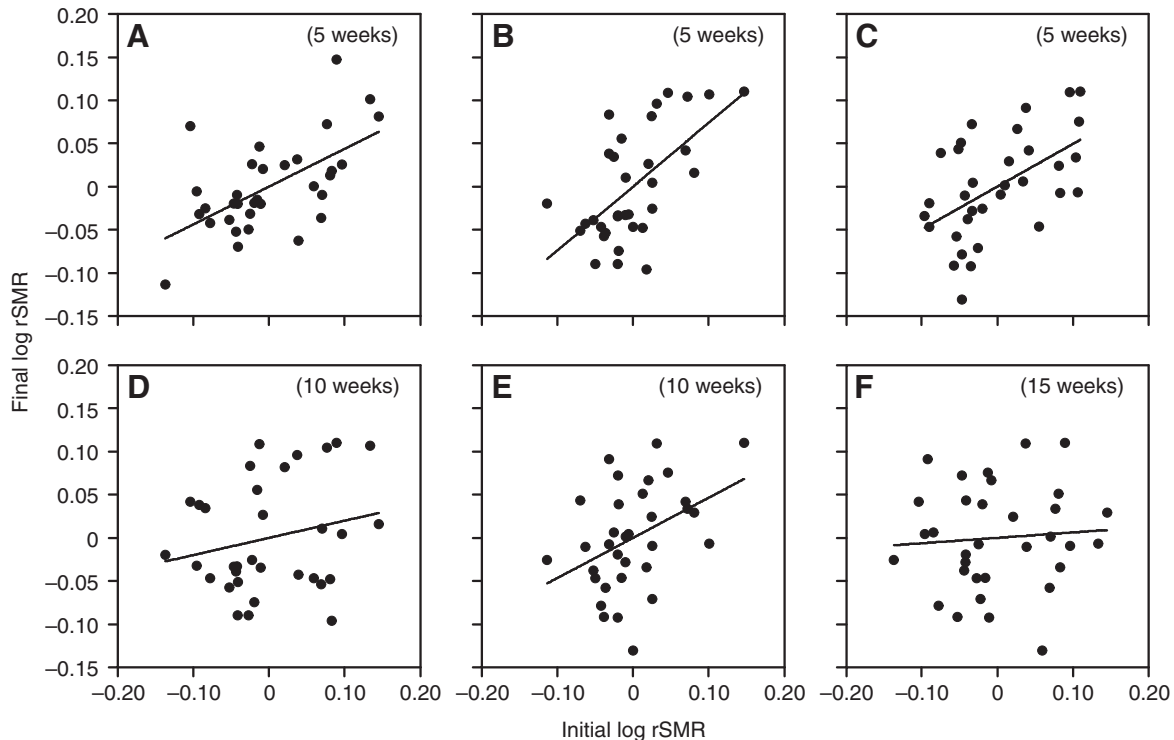 A (5 weeks)
B (5 weeks)
C (5 weeks)
0.20
0.15
0.10
0.05
0
–0.05
–0.10
–0.15
D (10 weeks)
E (10 weeks)
F (15 weeks)
0.20
0.15
0.10
0.05
0
–0.05
–0.10
–0.15
Final log rSMR
–0.20 –0.10 0 0.10 0.20
–0.20 –0.10 0 0.10 0.20
–0.20 –0.10 0 0.10 0.20
Initial log rSMR